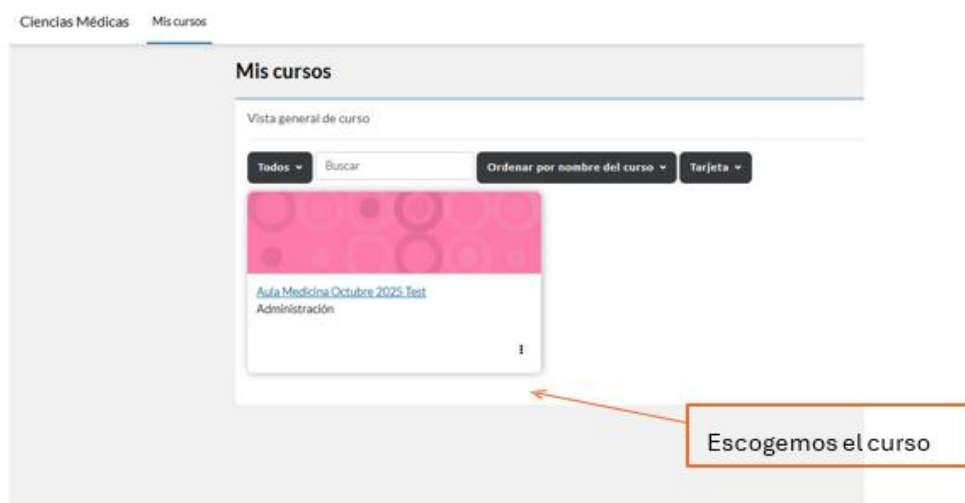 Ciencias Médicas Mis cursos
Mis cursos
Vista general de curso
Todos Buscar Ordenar por nombre del curso Tarjeta
Aula Medicina Octubre 2025 Test
Administración
Escogemos el curso